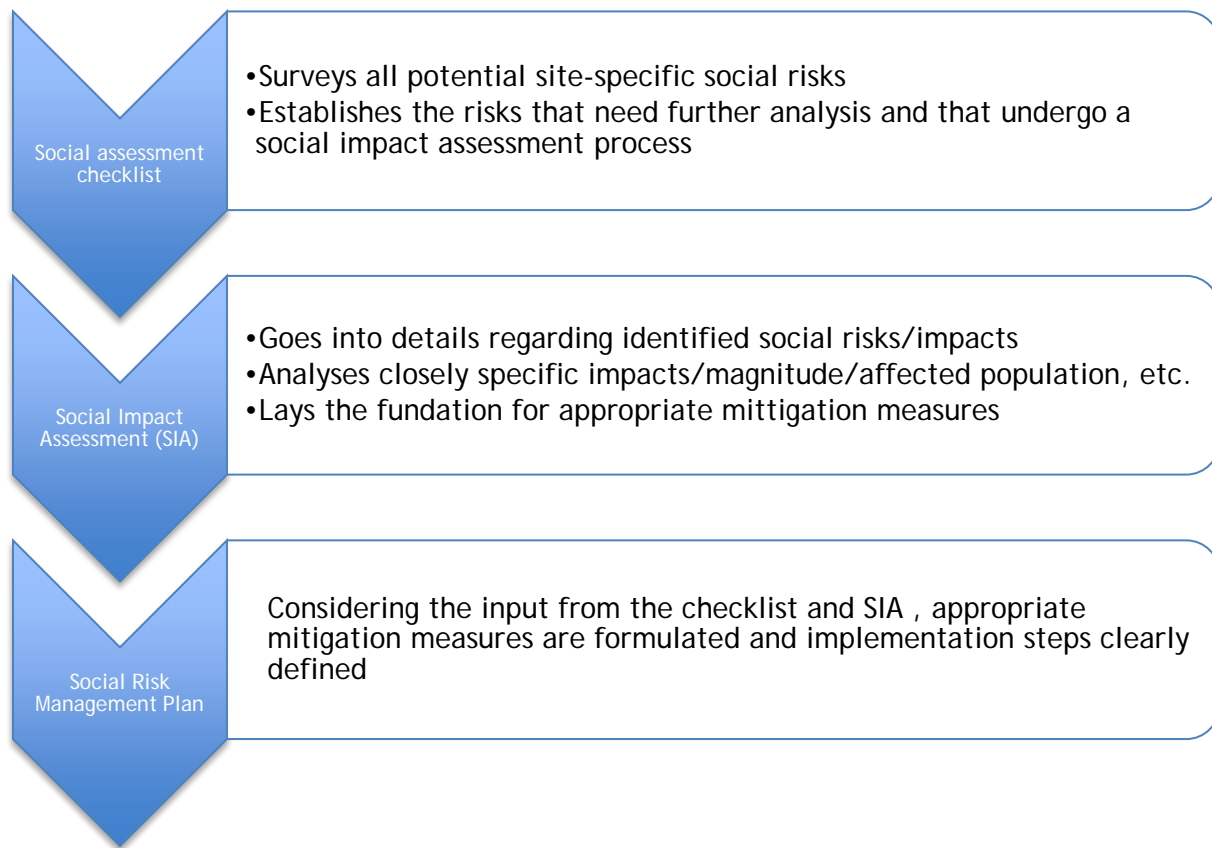 Social assessment
checklist
•Surveys all potential site-specific social risks
•Establishes the risks that need further analysis and that undergo a
social impact assessment process
Social Impact
Assessment (SIA)
•Goes into details regarding identified social risks/impacts
•Analyses closely specific impacts/magnitude/affected population, etc.
•Lays the fundation for appropriate mittigation measures
Social Risk
Management Plan
Considering the input from the checklist and SIA , appropriate
mitigation measures are formulated and implementation steps clearly
defined